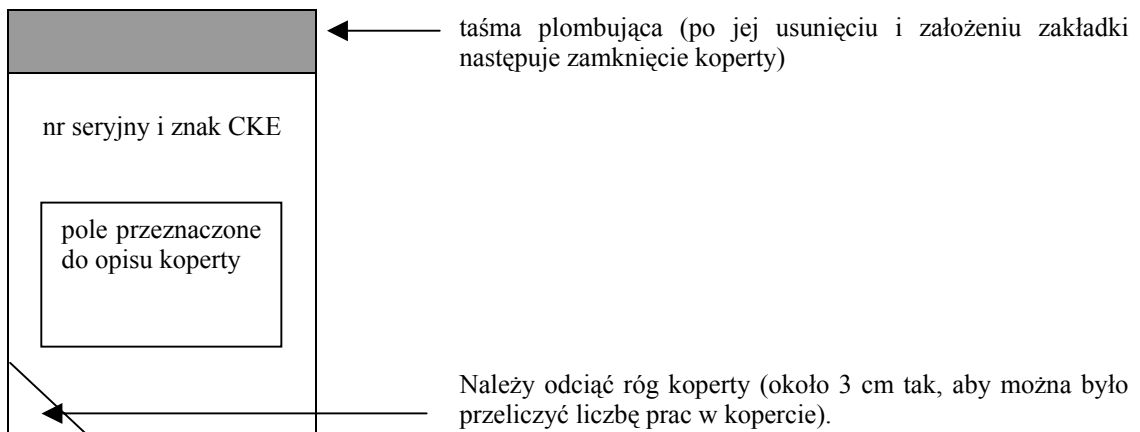 taśma plombująca (po jej usunięciu i założeniu zakładki
następuje zamknięcie koperty)
nr seryjny i znak CKE
pole przeznaczone
do opisu koperty
Należy odciąć róg koperty (około 3 cm tak, aby można było
przeliczyć liczbę prac w kopercie).